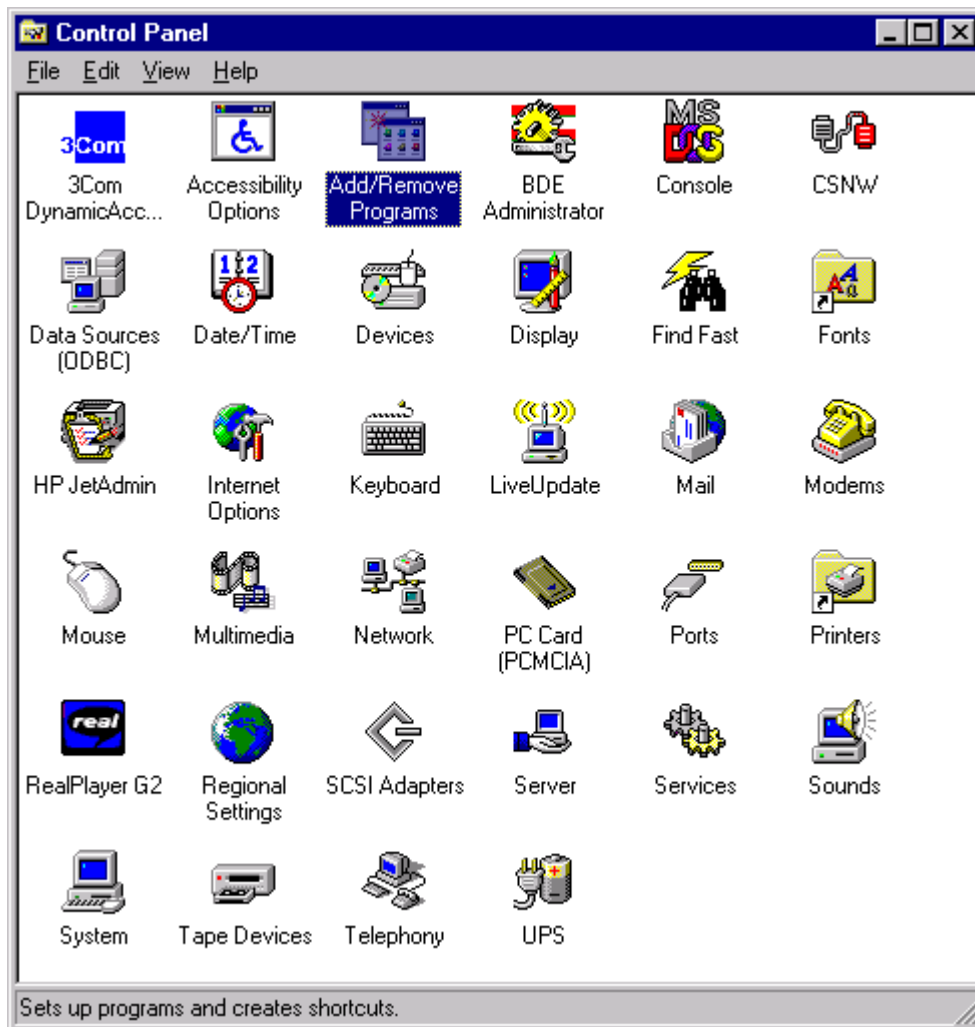 Control Panel
File Edit View Help
3Com
MS
DOS
3Com
DynamicAcc...
Accessibility
Options
Add/Remove
Programs
BDE
Administrator
Console
CSNW
12
Data Sources
(ODBC)
Date/Time
Devices
Display
Find Fast
Fonts
HP JetAdmin
Internet
Options
Keyboard
LiveUpdate
Mail
Modems
Mouse
Multimedia
Network
PC Card
(PCMCIA)
Ports
Printers
real
RealPlayer G2
Regional
Settings
SCSI Adapters
Server
Services
Sounds
System
Tape Devices
Telephony
UPS
Sets up programs and creates shortcuts.